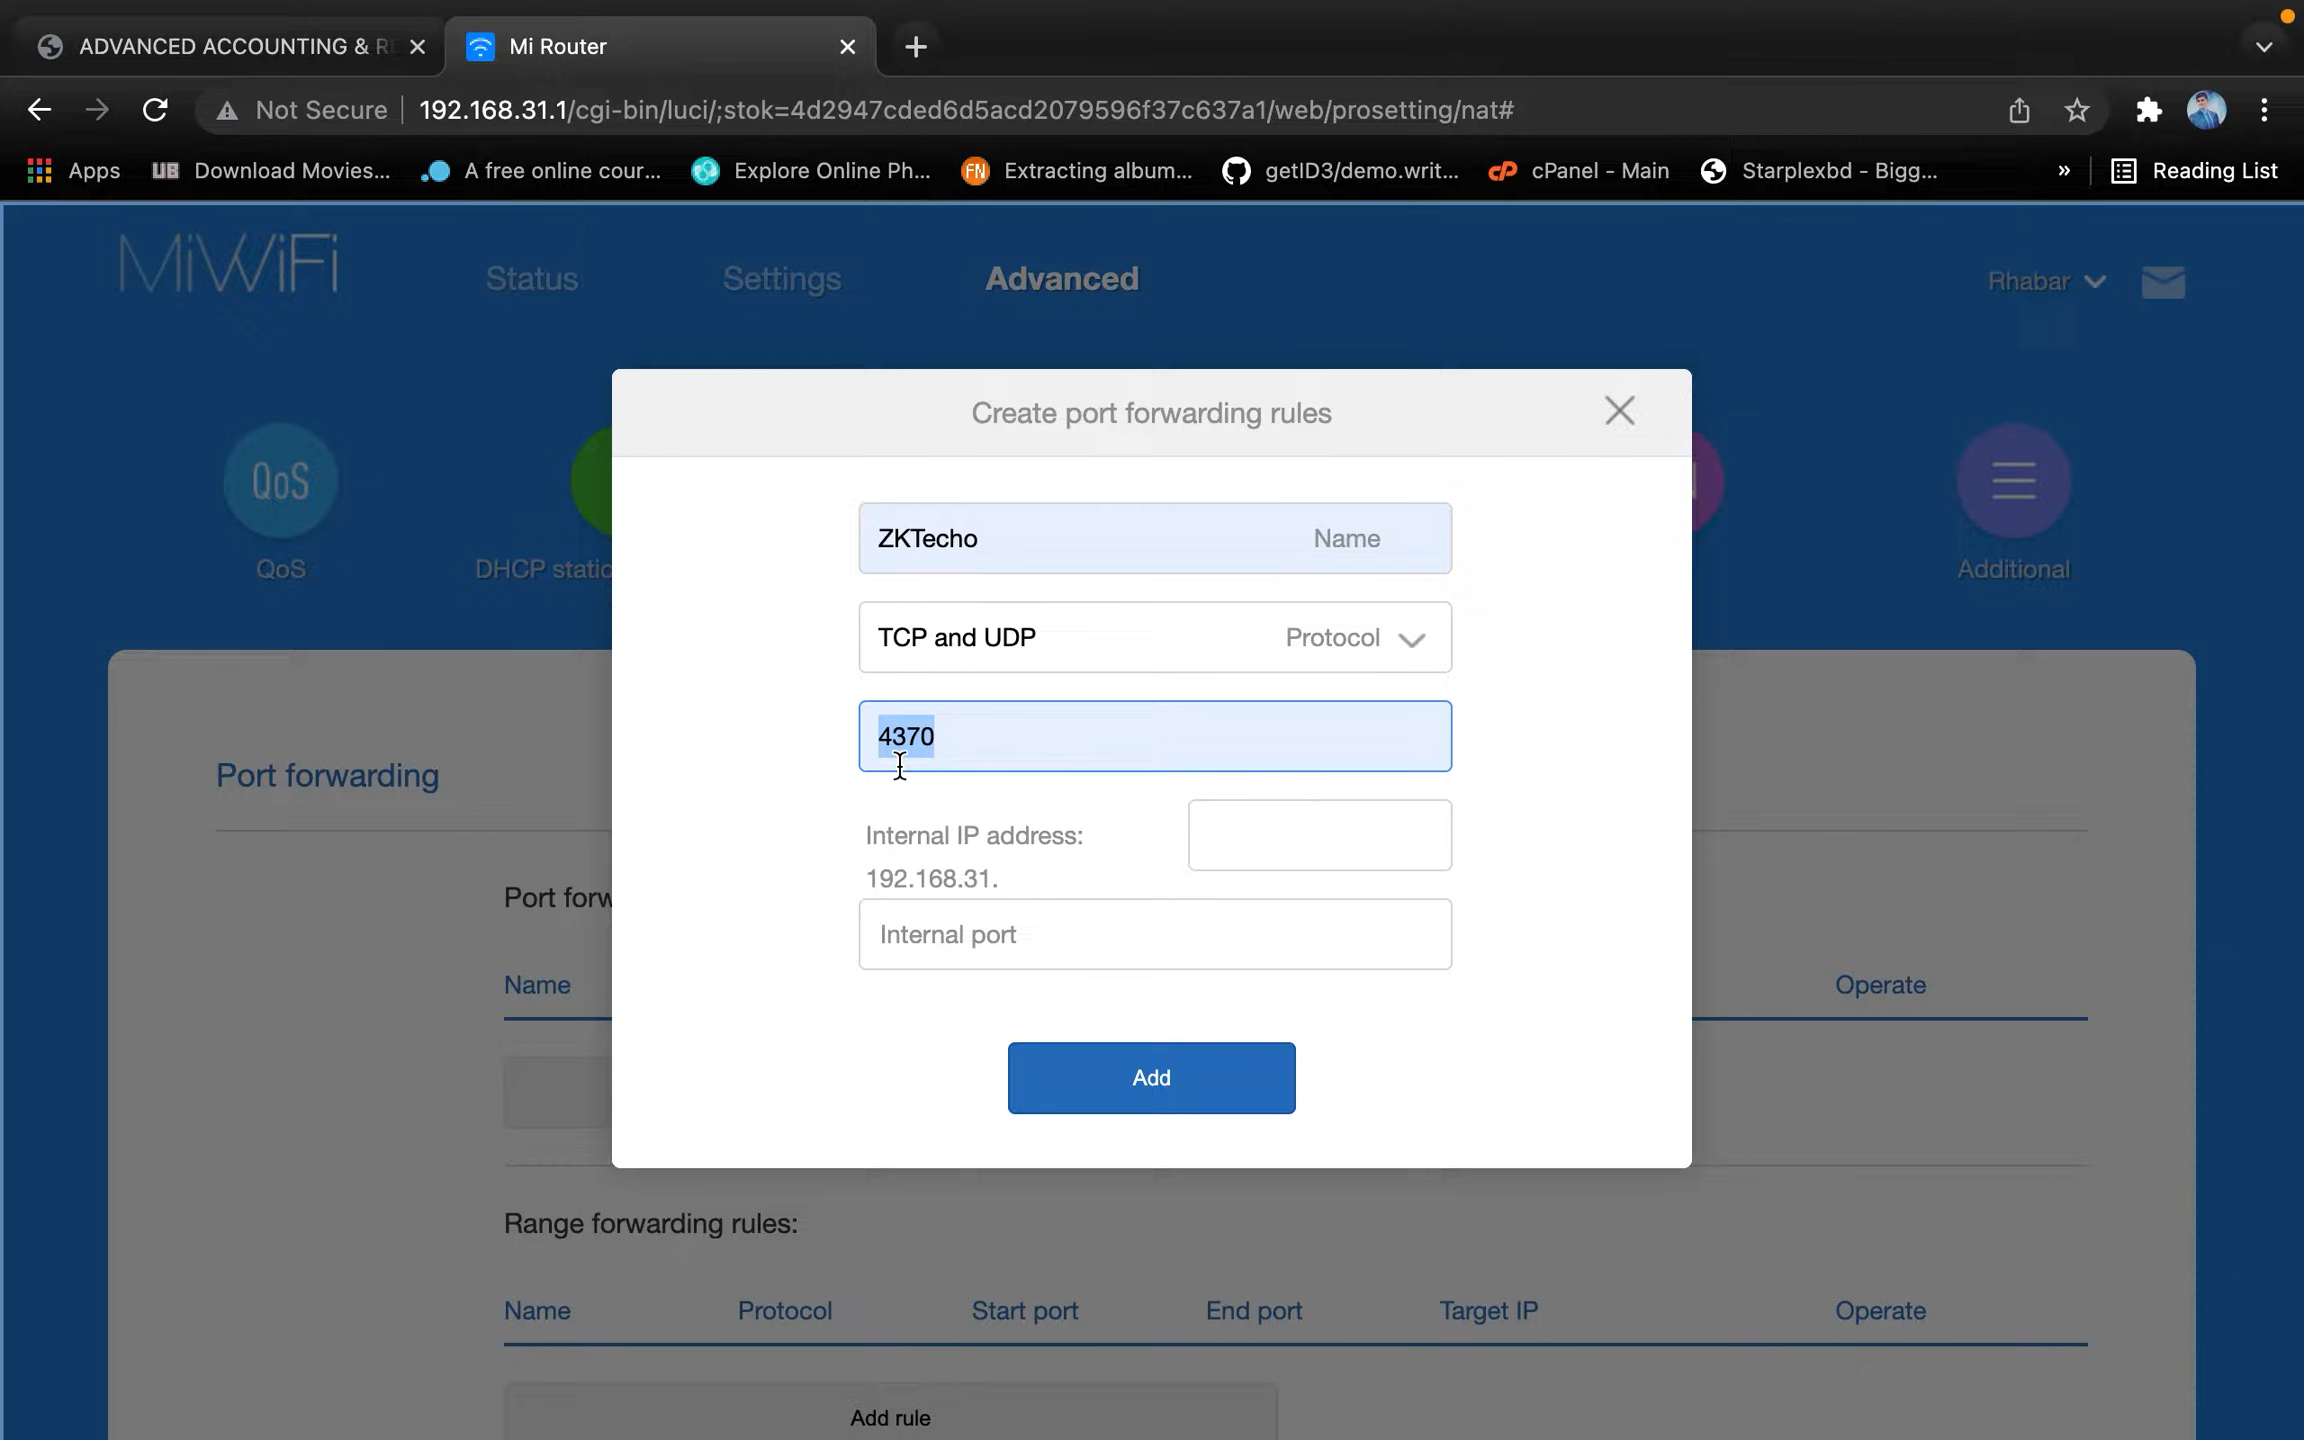 ADVANCED ACCOUNTING & R
Mi Router
Not Secure
192.168.31.1/cgi-bin/luci/;stok=4d2947cded6d5acd2079596f37c637a1/web/prosetting/nat#
Apps
UB Download Movies...
A free online cour...
Explore Online Ph...
FN Extracting album...
getID3/demo.writ...
cP cPanel - Main
Starplexbd - Bigg...
»
Reading List
MiWiFi
Status
Settings
Advanced
Rhabar
Create port forwarding rules
QoS
QoS
DHCP static
Additional
ZKTecho
Name
TCP and UDP
Protocol
4370
Internal IP address:
192.168.31.
Internal port
Add
Port forwarding
Port forw
Name
Operate
Range forwarding rules:
Name
Protocol
Start port
End port
Target IP
Operate
Add rule